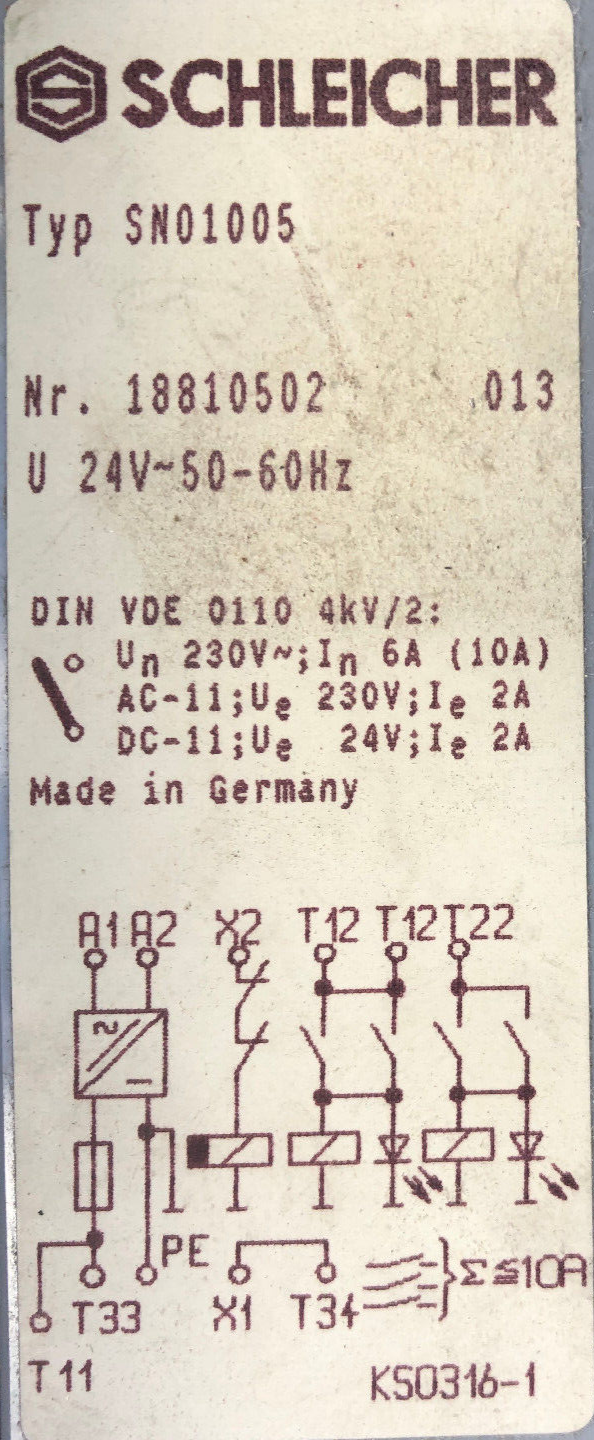 SCHLEICHER
Typ SN01005
Nr. 18810502 013
U 24V~50-60Hz
DIN VDE 0110 4kV/2:
Un 230V~;In 6A (10A)
AC-11;Ue 230V;Ie 2A
DC-11;Ue 24V;Ie 2A
Made in Germany
A1 A2 X2 T12 T12 T22
PE Σ≦10A
T33 X1 T34
T11 KS0316-1